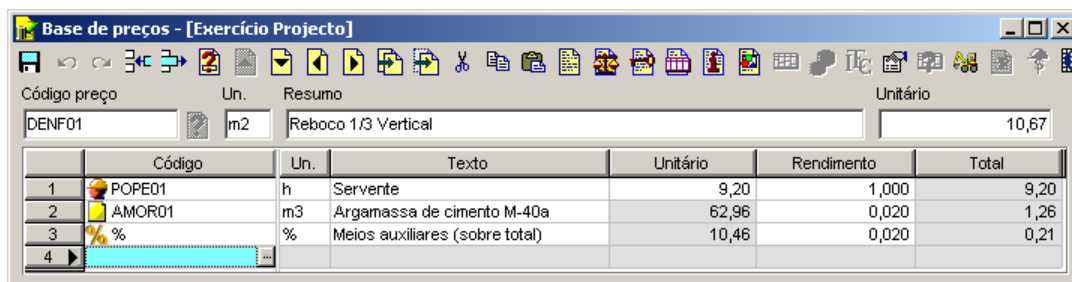 Base de preços - [Exercício Projecto]
Código preço Un. Resumo Unitário
DENF01 m2 Reboco 1/3 Vertical 10,67
Código Un. Texto Unitário Rendimento Total
1 POPE01 h Servente 9,20 1,000 9,20
2 AMOR01 m3 Argamassa de cimento M-40a 62,96 0,020 1,26
3 % % Meios auxiliares (sobre total) 10,46 0,020 0,21
4 ...